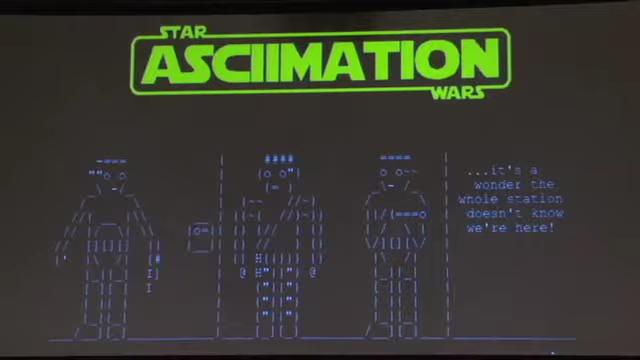 STAR
ASCIIMATION
WARS
...it's a
wonder the
whole station
doesn't know
we're here!